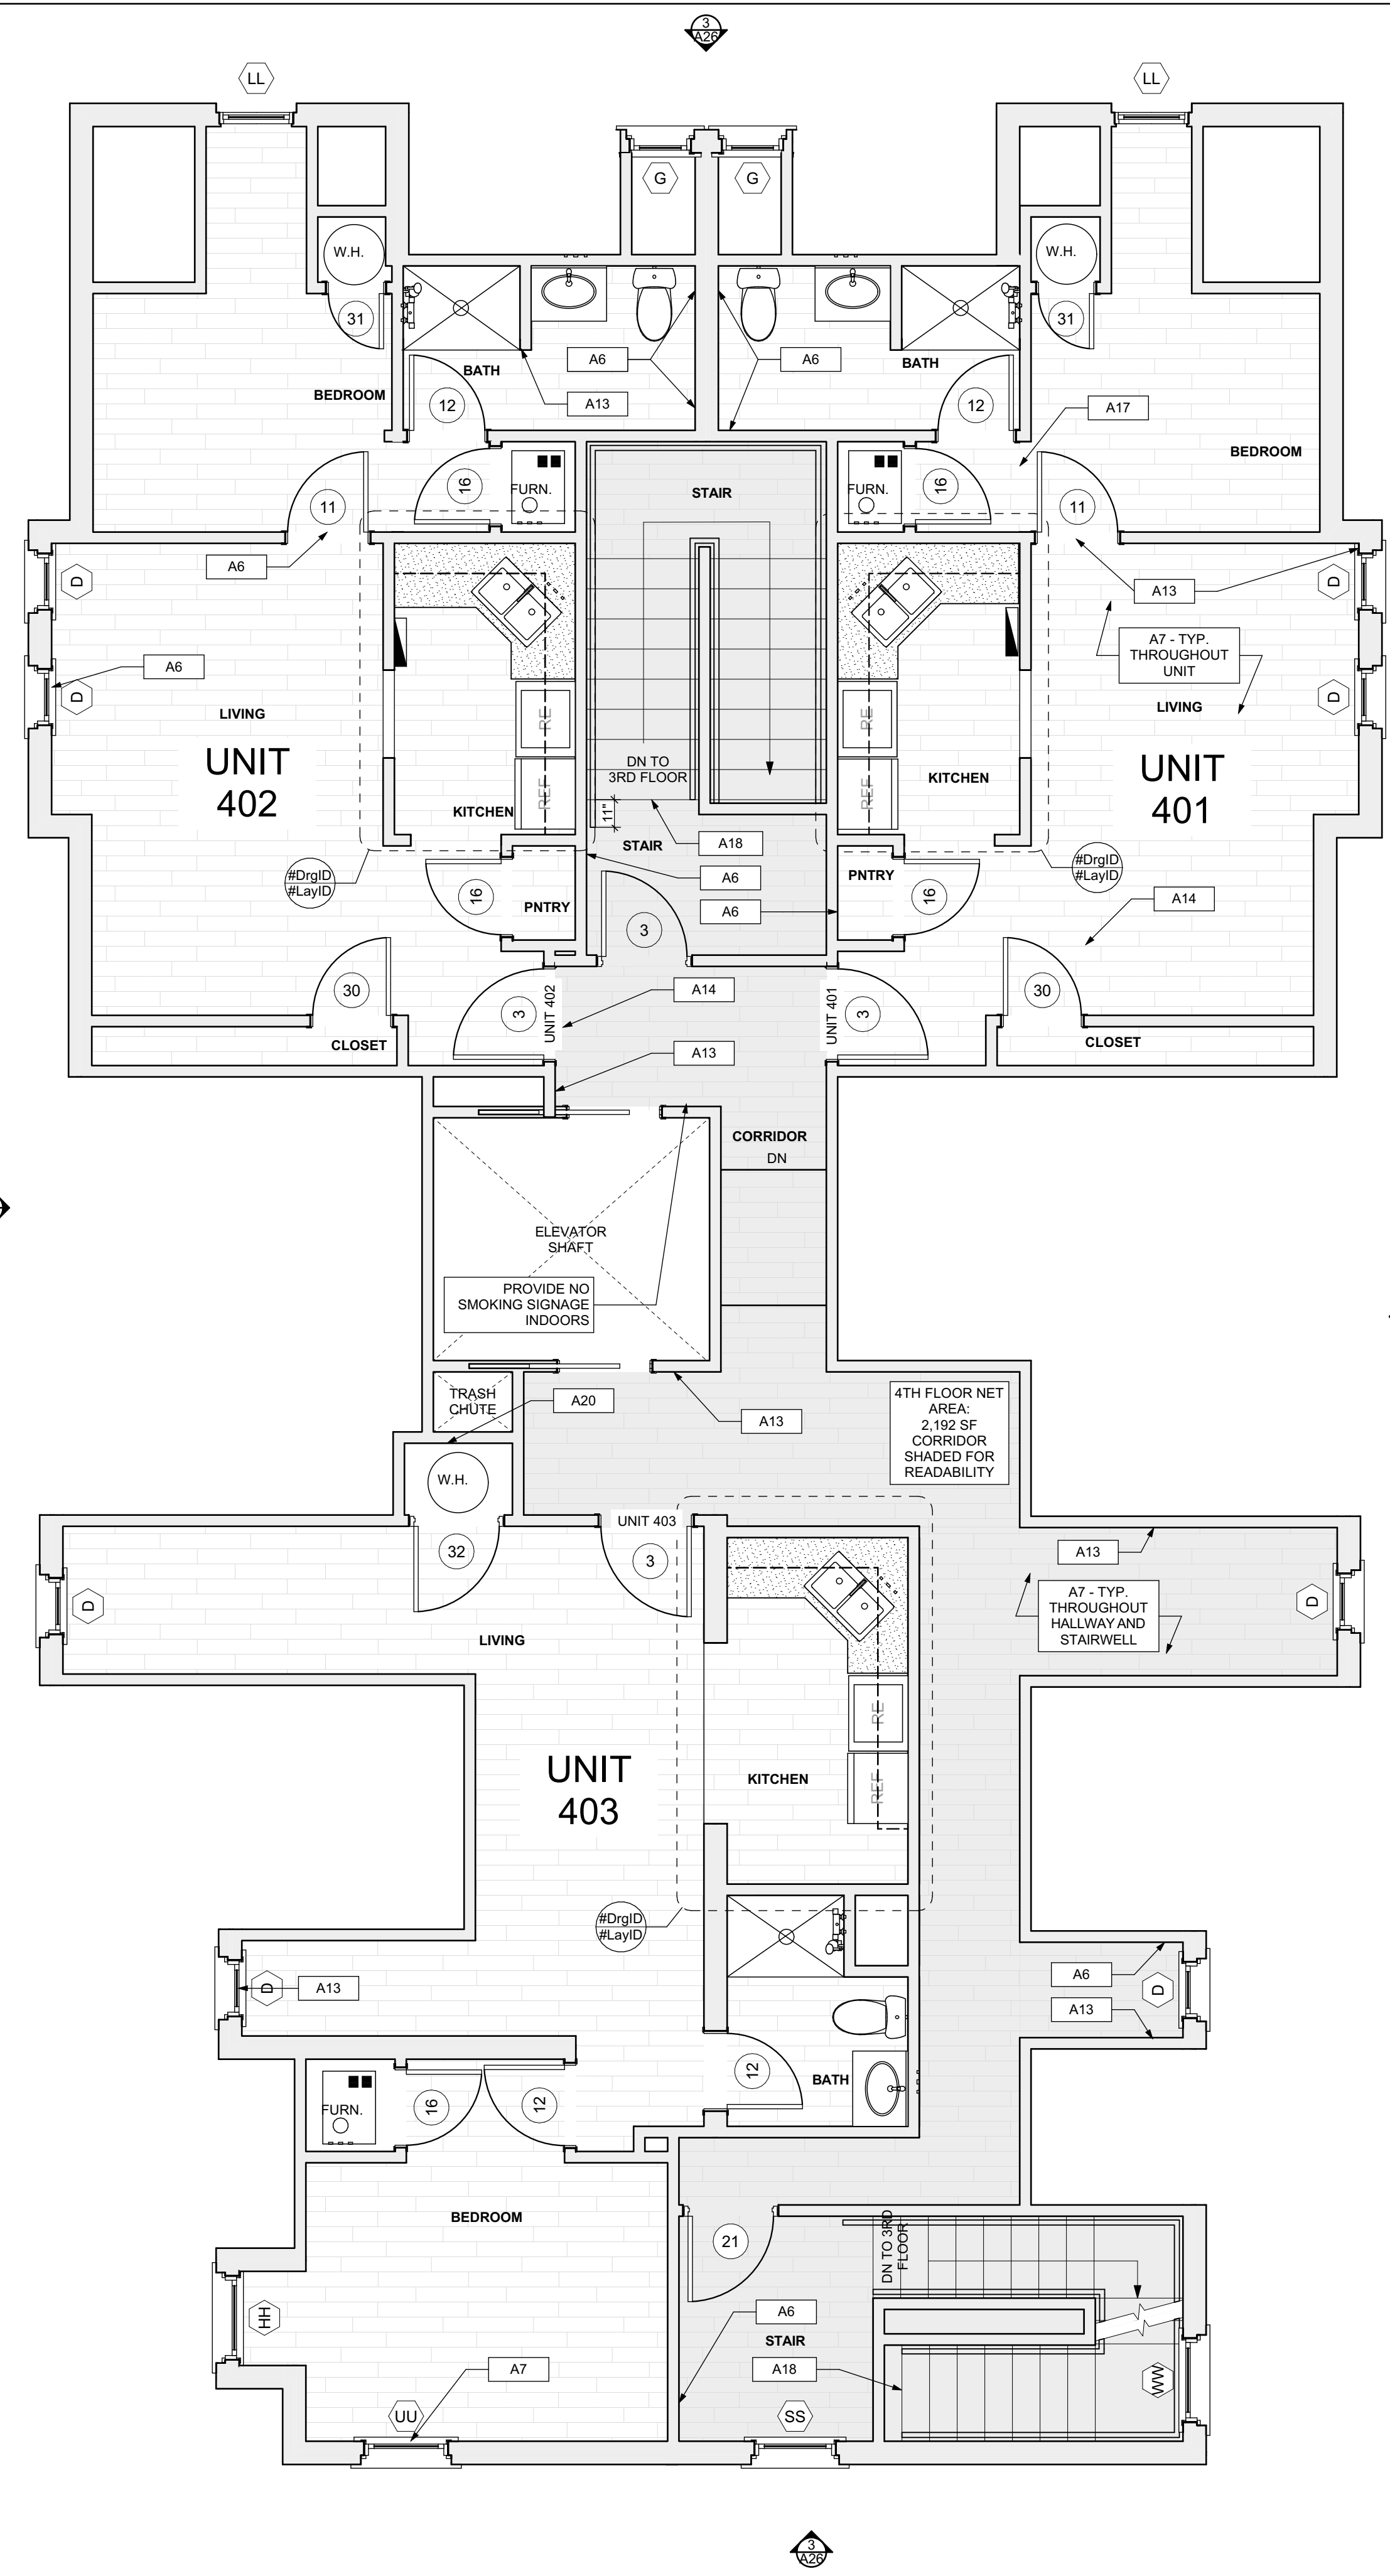 3
A26
LL
LL
G
G
W.H.
W.H.
31
31
A6
A6
BATH
BATH
BEDROOM
12
A13
12
A17
BEDROOM
16
FURN.
STAIR
FURN.
16
11
11
A6
D
A13
D
A7 - TYP.
THROUGHOUT
UNIT
A6
D
D
LIVING
RE
RE
LIVING
UNIT
402
DN TO
3RD FLOOR
KITCHEN
UNIT
401
KITCHEN
REF
11"
REF
STAIR
A18
#DrgID
#LayID
#DrgID
#LayID
A6
PNTRY
16
PNTRY
16
A6
A14
3
30
3
UNIT 402
A14
UNIT 401
3
30
CLOSET
A13
CLOSET
CORRIDOR
DN
ELEVATOR
SHAFT
PROVIDE NO
SMOKING SIGNAGE
INDOORS
TRASH
CHUTE
A20
A13
4TH FLOOR NET
AREA:
2,192 SF
CORRIDOR
SHADED FOR
READABILITY
W.H.
UNIT 403
32
3
A13
D
A7 - TYP.
THROUGHOUT
HALLWAY AND
STAIRWELL
D
LIVING
RE
UNIT
403
KITCHEN
REF
#DrgID
#LayID
A6
D
A13
D
A13
12
BATH
FURN.
16
12
BEDROOM
21
DN TO 3RD
FLOOR
HH
A6
STAIR
A7
A18
WW
UU
SS
3
A26